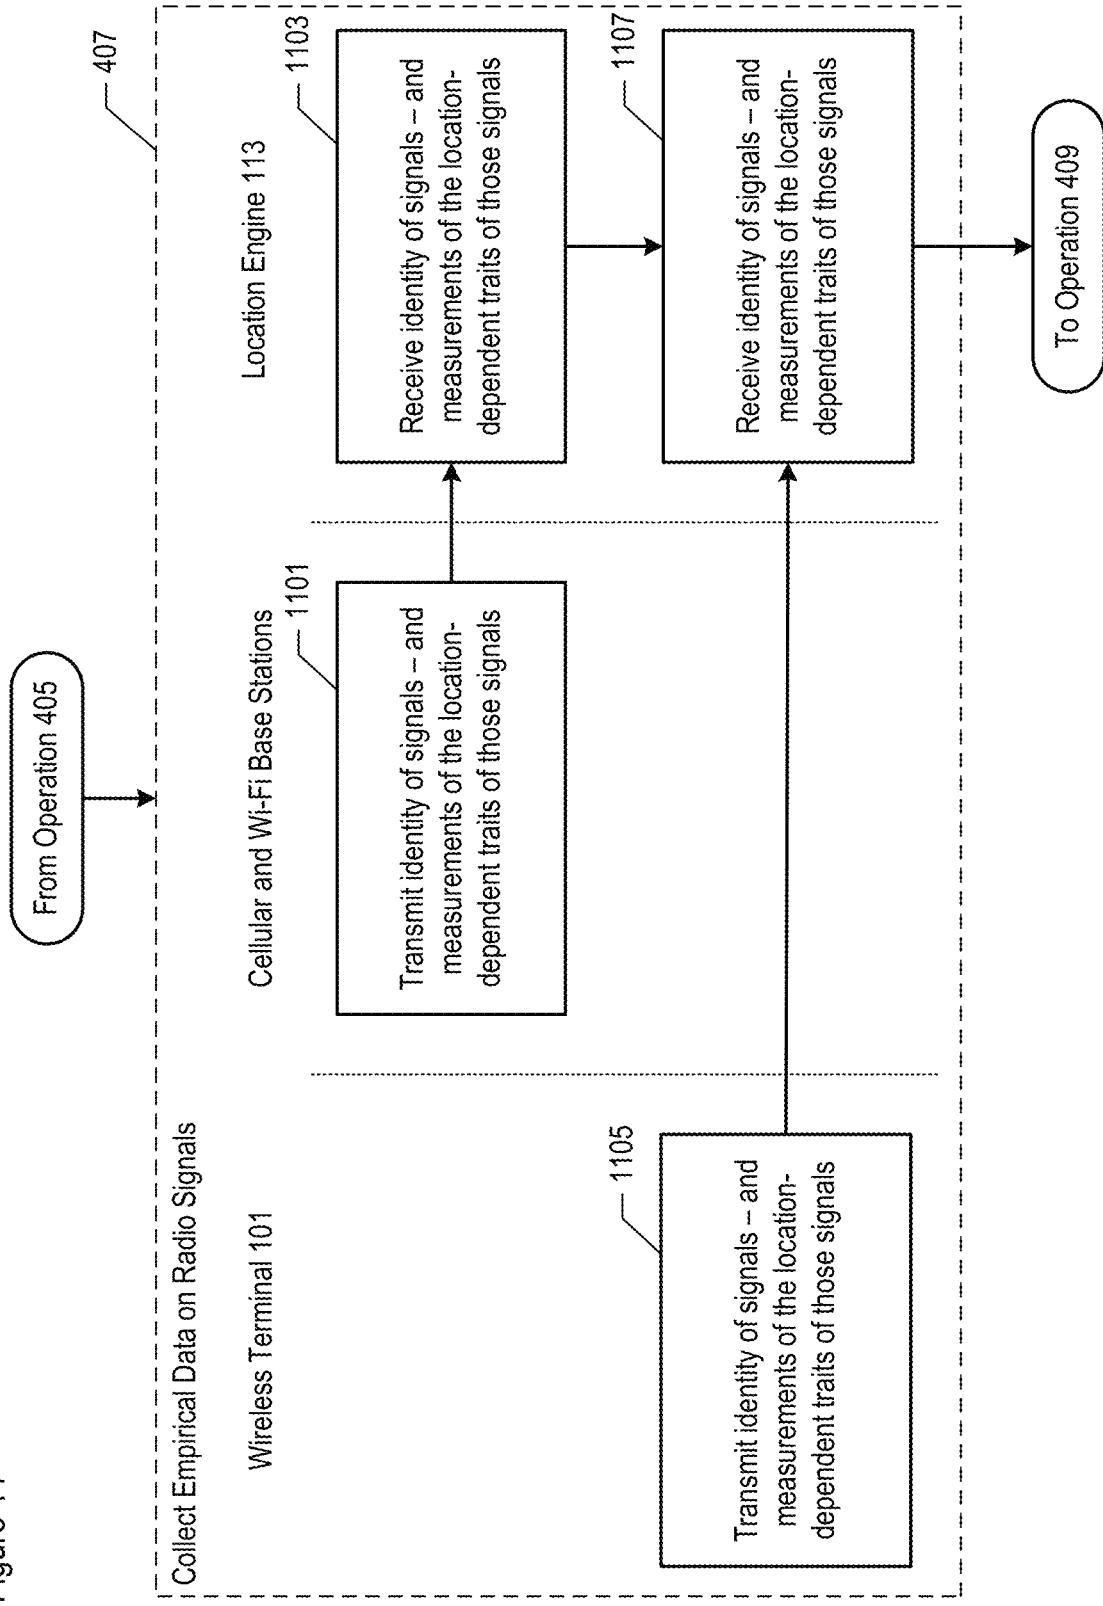 Figure 11
From Operation 405
407
Collect Empirical Data on Radio Signals
Wireless Terminal 101
Cellular and Wi-Fi Base Stations
Location Engine 113
1101
Transmit identity of signals – and
measurements of the location-
dependent traits of those signals
1103
Receive identity of signals – and
measurements of the location-
dependent traits of those signals
1105
Transmit identity of signals – and
measurements of the location-
dependent traits of those signals
1107
Receive identity of signals – and
measurements of the location-
dependent traits of those signals
To Operation 409